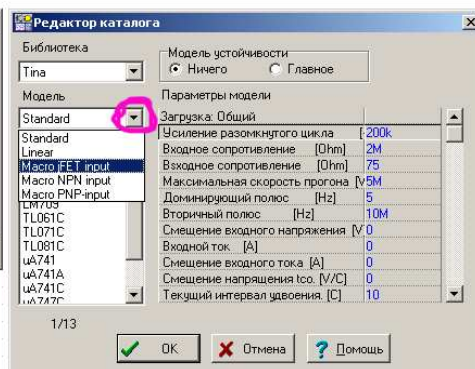 Редактор каталога
Библиотека
Tina
Модель устойчивости
Ничего
Главное
Модель
Standard
Standard
Linear
Macro jFET input
Macro NPN input
Macro PNP-input
LM709
TL061C
TL071C
TL081C
uA741
uA741A
uA741C
uA747C
1/13
Параметры модели
Загрузка: Общий
Усиление разомкнутого цикла [ 200k
Входное сопротивление [Ohm] 2M
Вsходное сопротивление [Ohm] 75
Максимальная скорость прогона [V 5M
Доминирующий полюс [Hz] 5
Вторичный полюс [Hz] 10M
Смещение входного напряжения [V 0
Входной ток [A] 0
Смещение входного тока [A] 0
Смещение напрящения tco. [V/C] 0
Текущий интервал удвоения. [C] 10
OK
Отмена
Помощь